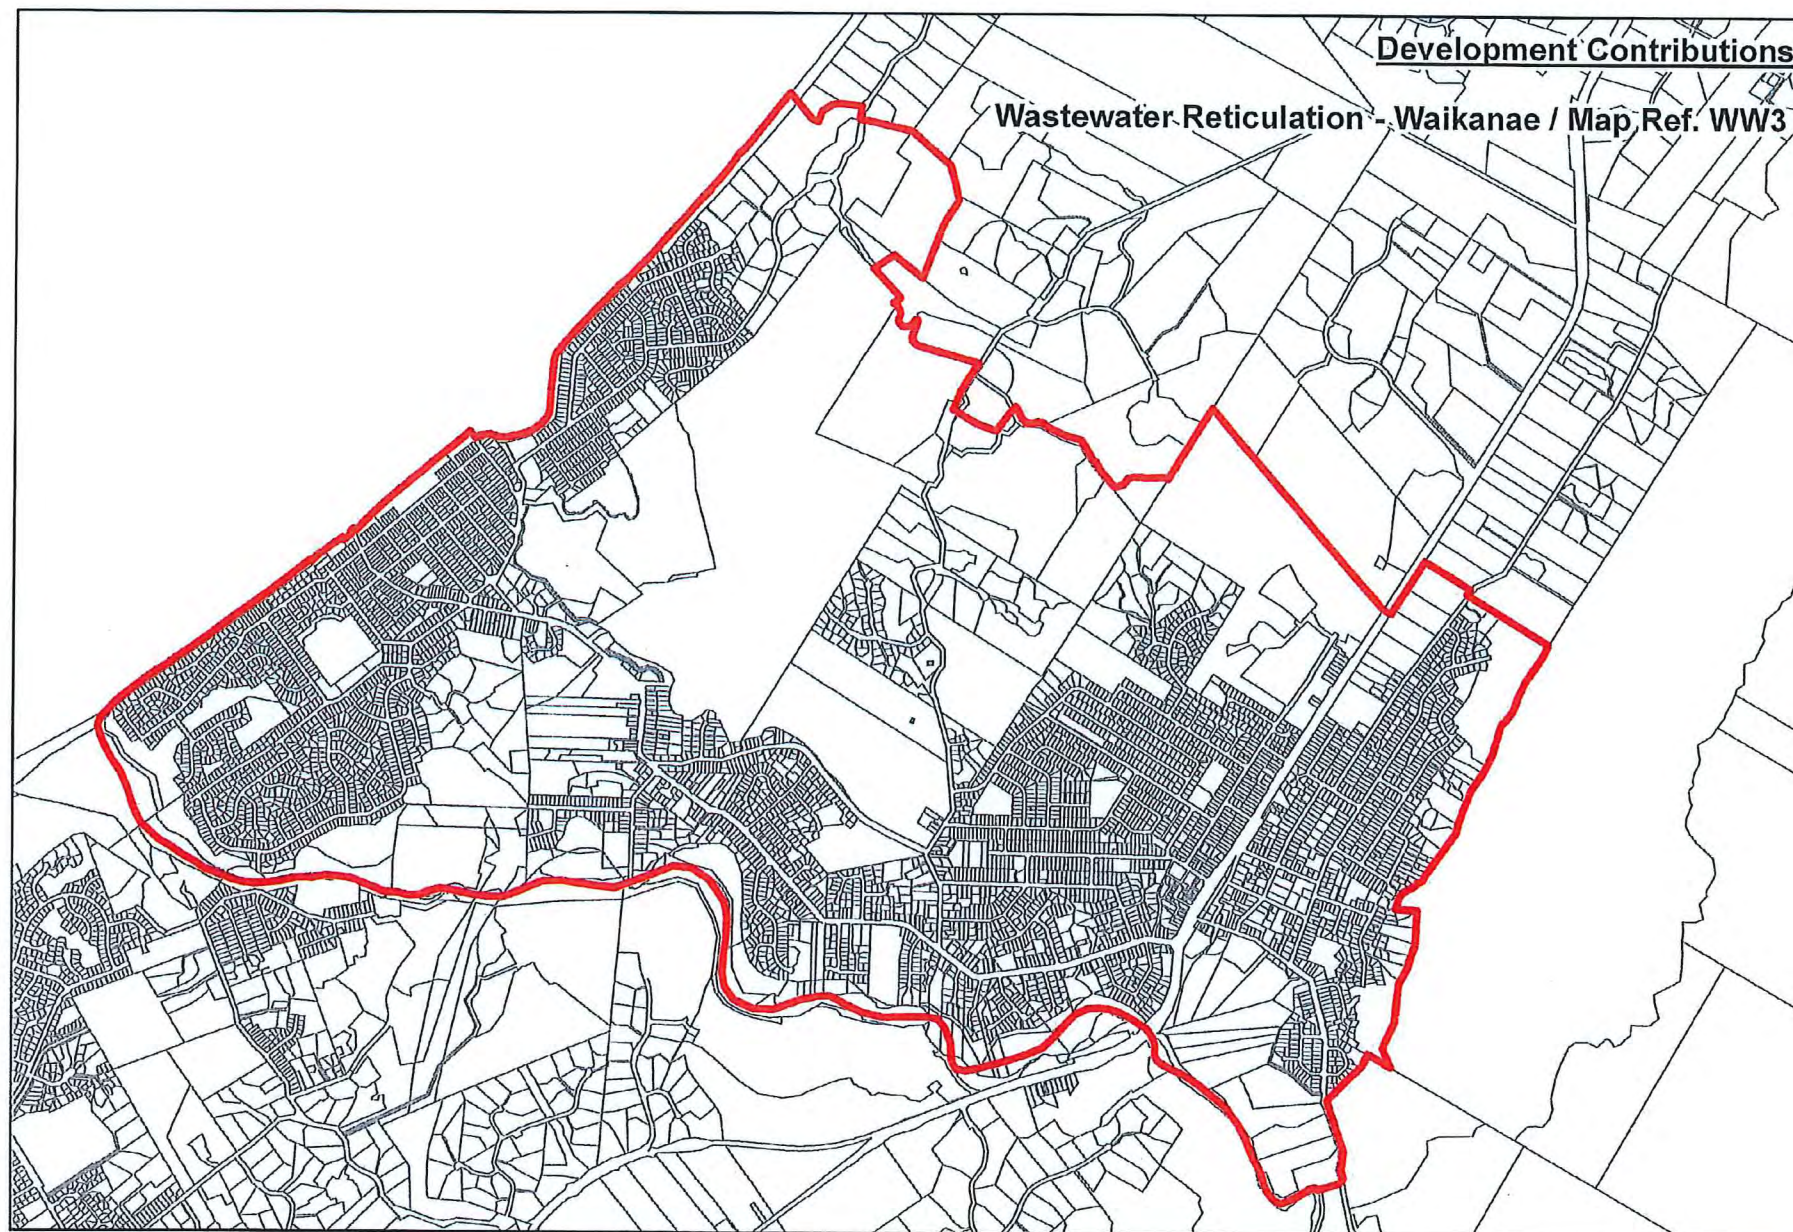 Development Contributions
Wastewater Reticulation - Waikanae / Map Ref. WW3